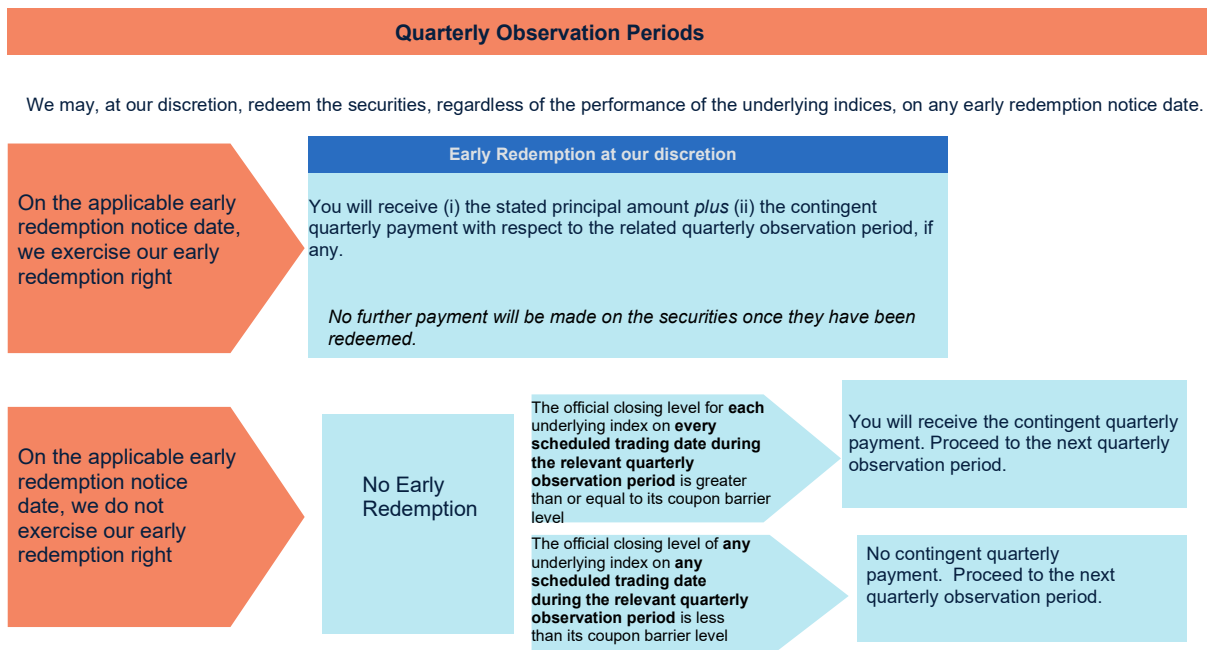 Quarterly Observation Periods
We may, at our discretion, redeem the securities, regardless of the performance of the underlying indices, on any early redemption notice date.
On the applicable early
redemption notice date,
we exercise our early
redemption right
Early Redemption at our discretion
You will receive (i) the stated principal amount plus (ii) the contingent
quarterly payment with respect to the related quarterly observation period, if
any.
No further payment will be made on the securities once they have been
redeemed.
On the applicable early
redemption notice
date, we do not
exercise our early
redemption right
No Early
Redemption
The official closing level for each
underlying index on every
scheduled trading date during
the relevant quarterly
observation period is greater
than or equal to its coupon barrier
level
You will receive the contingent quarterly
payment. Proceed to the next quarterly
observation period.
The official closing level of any
underlying index on any
scheduled trading date
during the relevant quarterly
observation period is less
than its coupon barrier level
No contingent quarterly
payment.  Proceed to the next
quarterly observation period.